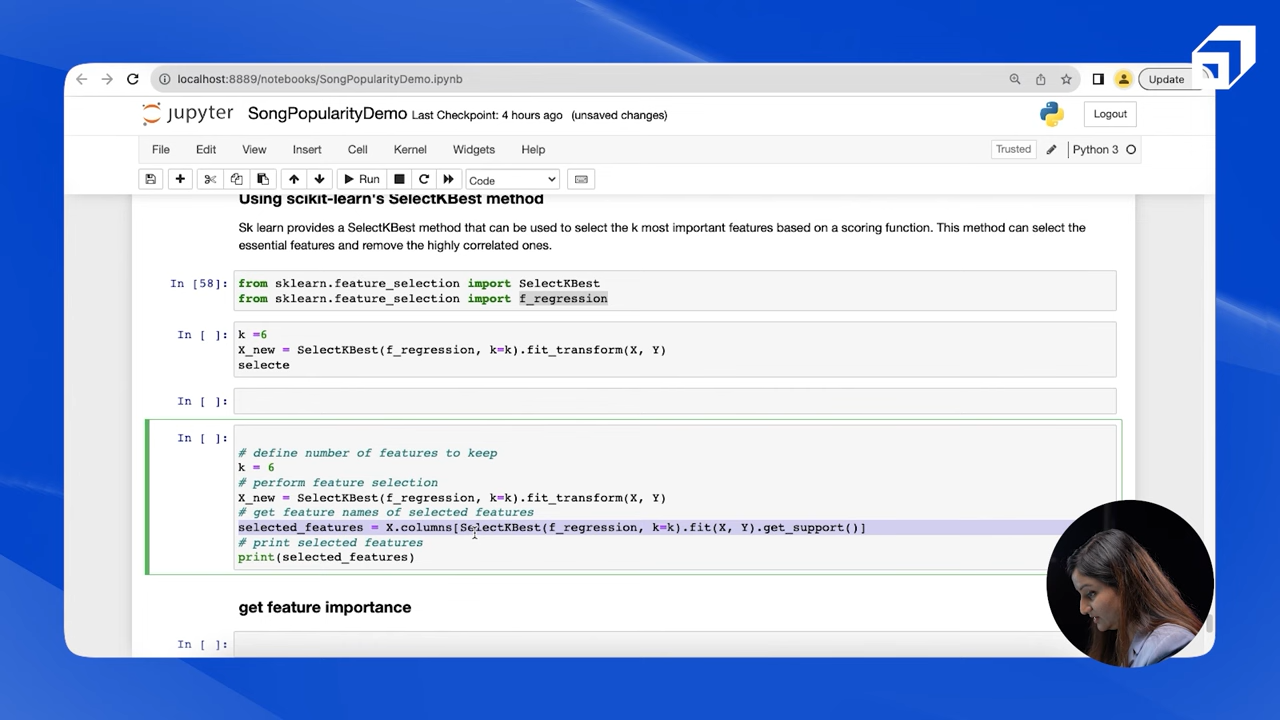 localhost:8889/notebooks/SongPopularityDemo.ipynb
Update
jupyter SongPopularityDemo Last Checkpoint: 4 hours ago (unsaved changes)
Logout
File Edit View Insert Cell Kernel Widgets Help
Trusted Python 3
Run Code
Using scikit-learn's SelectKBest method
Sk learn provides a SelectKBest method that can be used to select the k most important features based on a scoring function. This method can select the
essential features and remove the highly correlated ones.
In [58]: from sklearn.feature_selection import SelectKBest
from sklearn.feature_selection import f_regression
In [ ]: k =6
X_new = SelectKBest(f_regression, k=k).fit_transform(X, Y)
selecte
In [ ]:
In [ ]:
# define number of features to keep
k = 6
# perform feature selection
X_new = SelectKBest(f_regression, k=k).fit_transform(X, Y)
# get feature names of selected features
selected_features = X.columns[SelectKBest(f_regression, k=k).fit(X, Y).get_support()]
# print selected features
print(selected_features)
get feature importance
In [ ]: